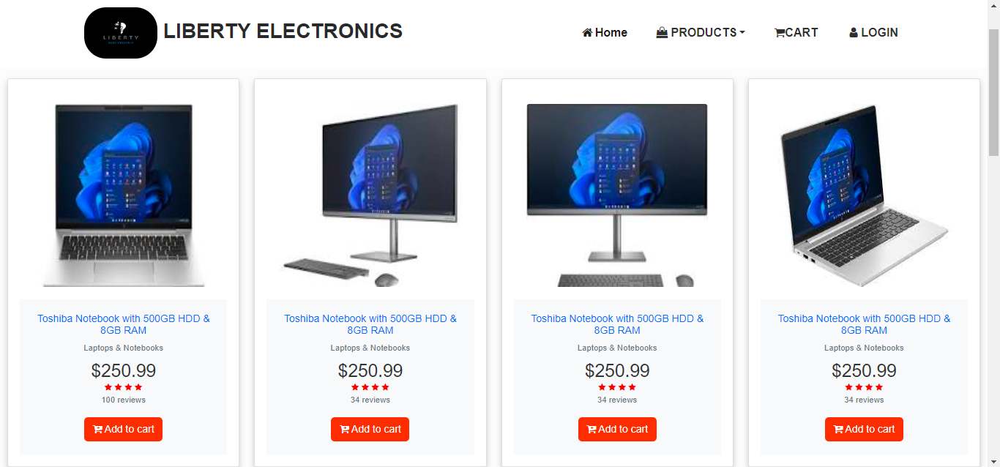 LIBERTY
ELECTRONICS
LIBERTY ELECTRONICS
Home
PRODUCTS
CART
LOGIN
Toshiba Notebook with 500GB HDD &
8GB RAM
Laptops & Notebooks
$250.99
100 reviews
Add to cart
Toshiba Notebook with 500GB HDD &
8GB RAM
Laptops & Notebooks
$250.99
34 reviews
Add to cart
Toshiba Notebook with 500GB HDD &
8GB RAM
Laptops & Notebooks
$250.99
34 reviews
Add to cart
Toshiba Notebook with 500GB HDD &
8GB RAM
Laptops & Notebooks
$250.99
34 reviews
Add to cart